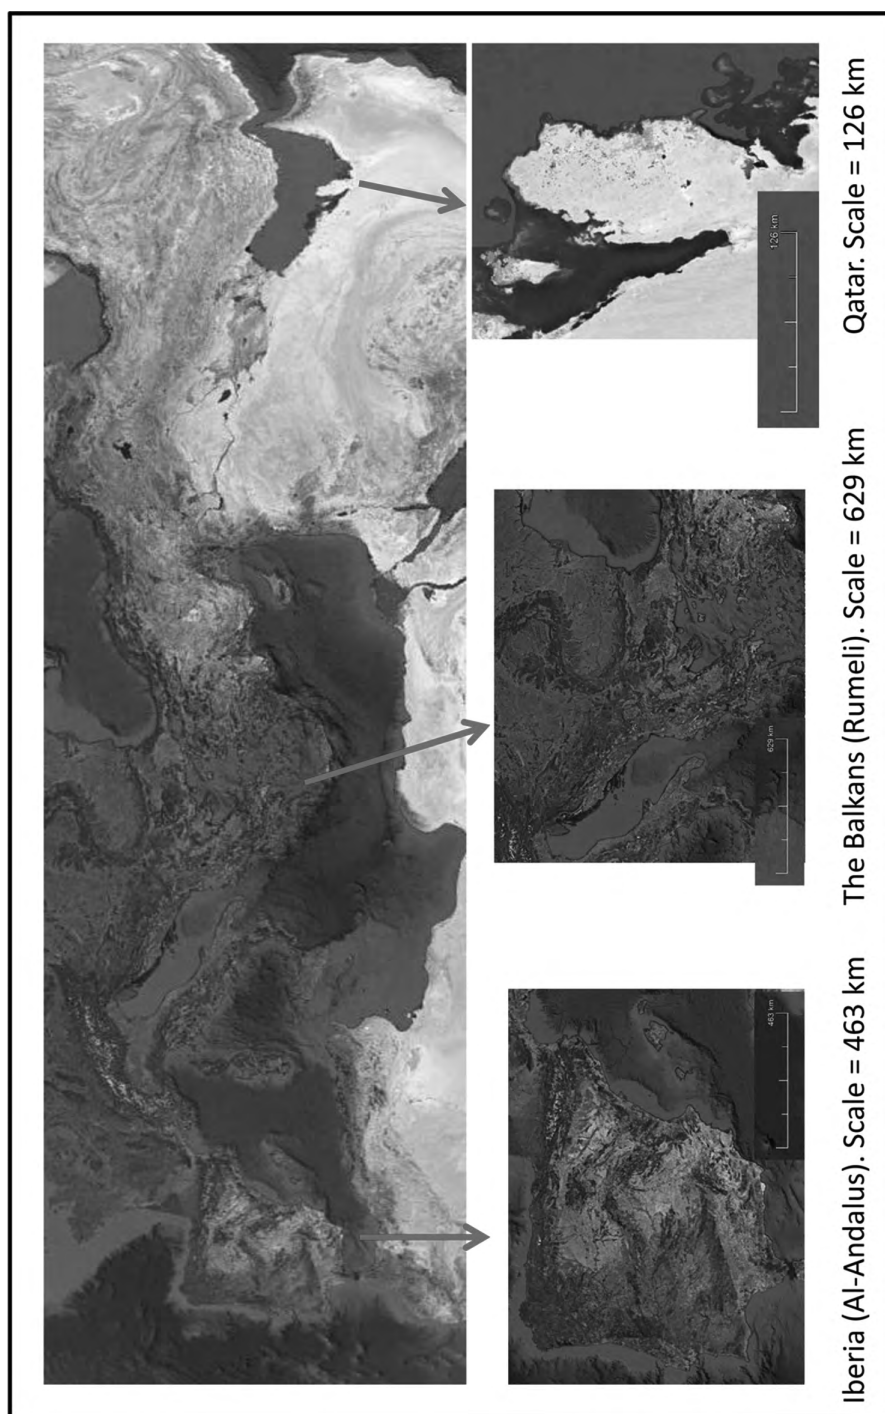 Iberia (Al-Andalus). Scale = 463 km
The Balkans (Rumeli). Scale = 629 km
Qatar. Scale = 126 km
463 km
629 km
126 km